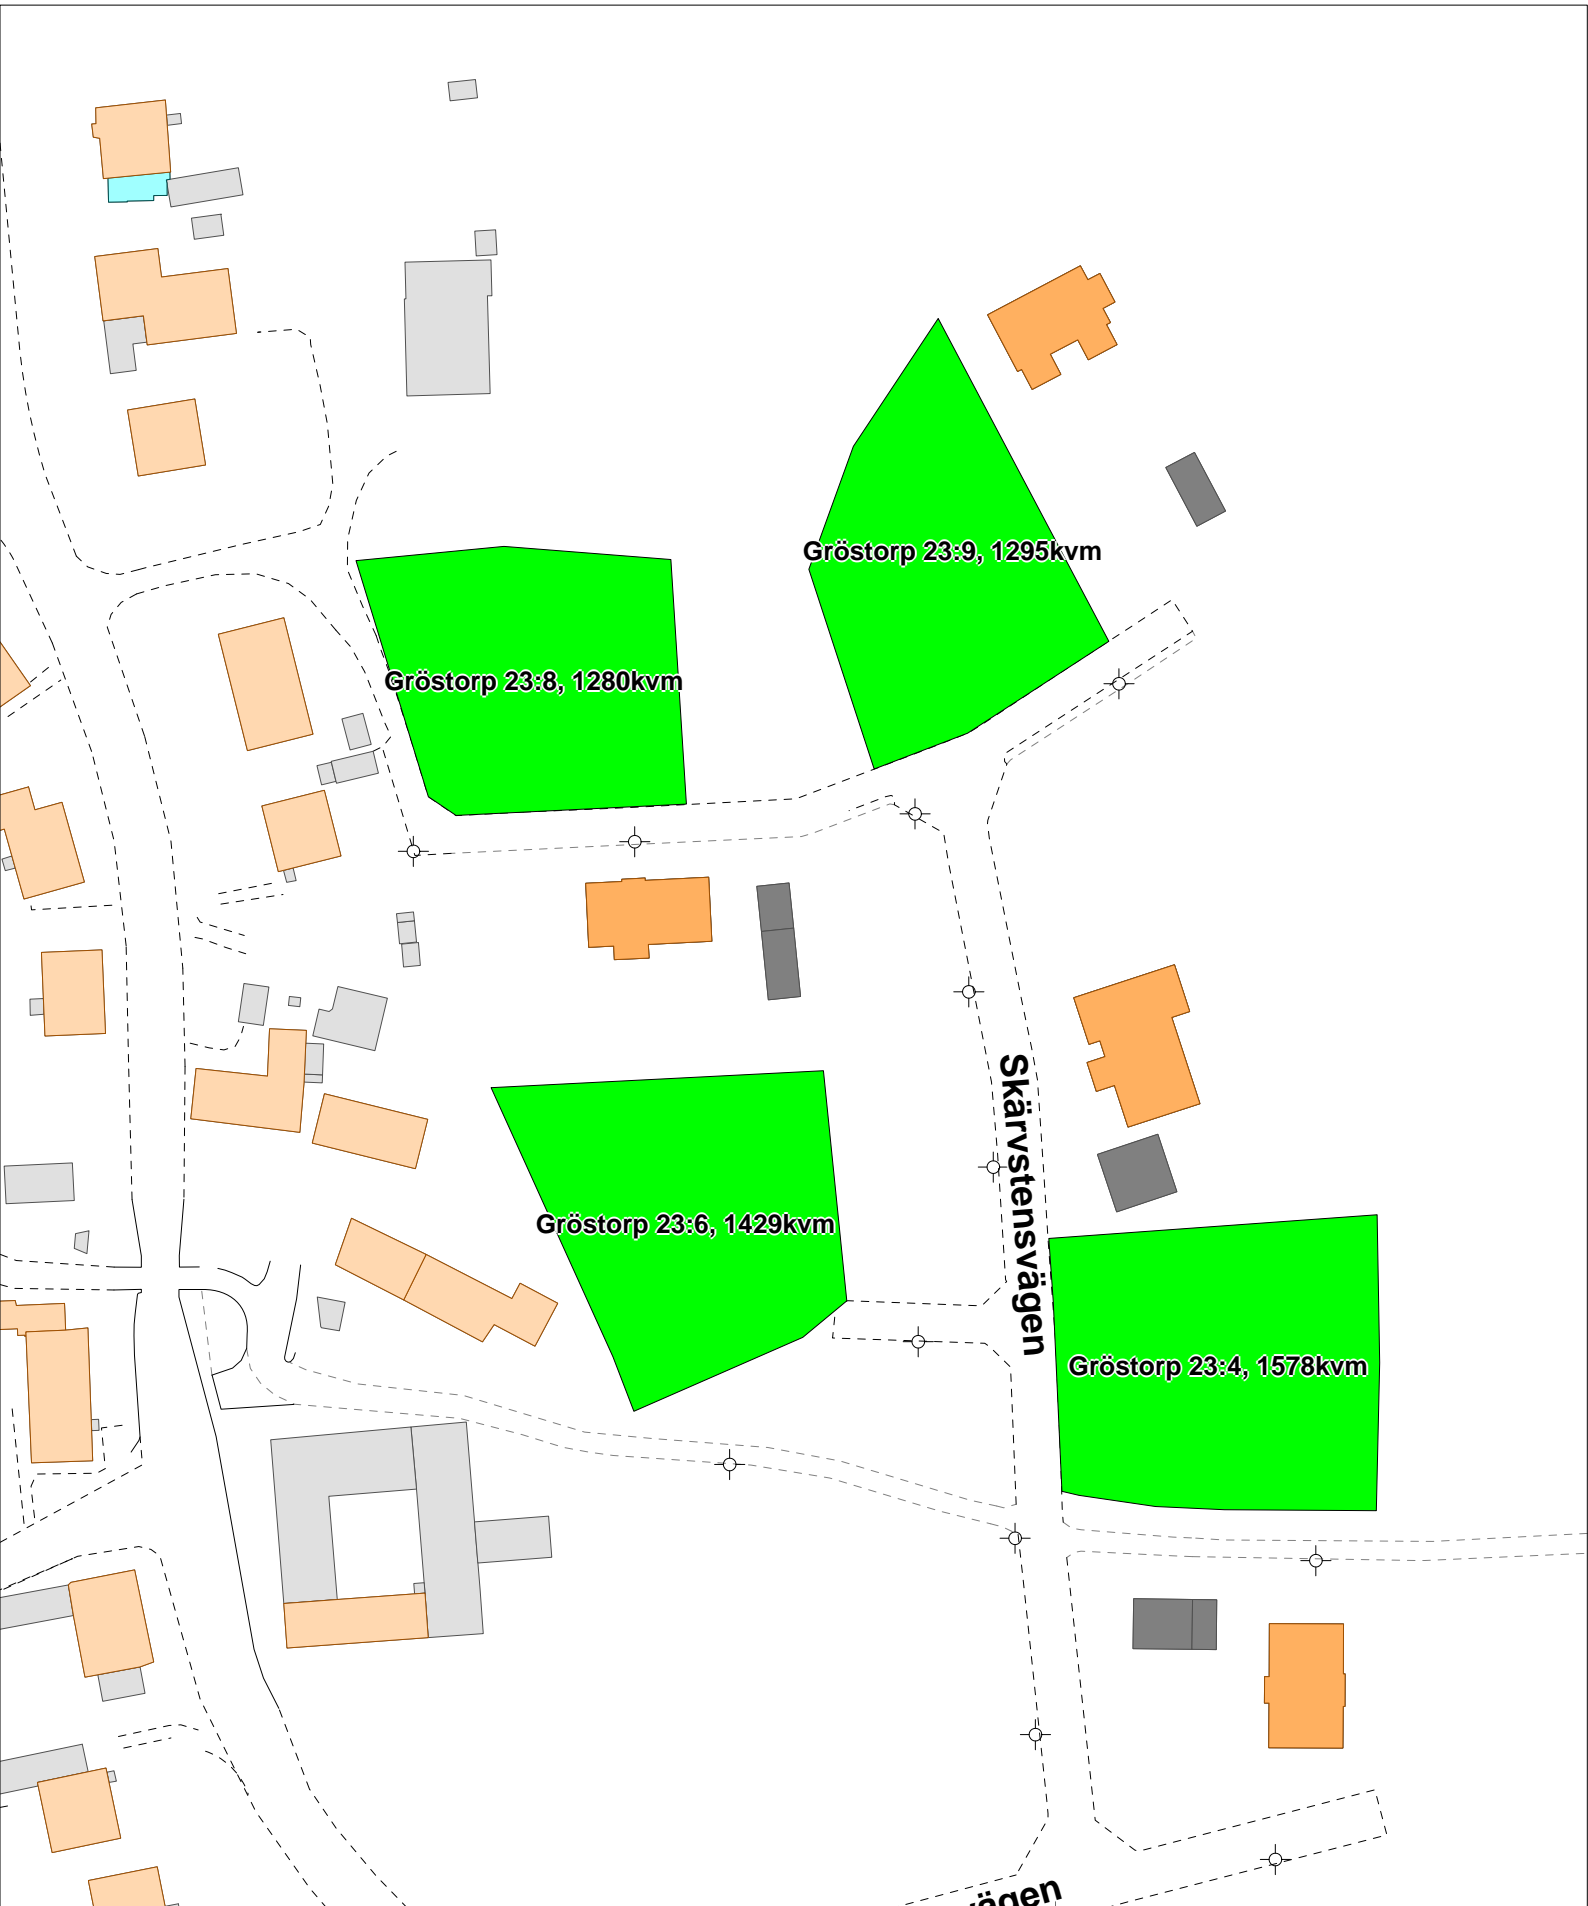 Gröstorp 23:9, 1295kvm
Gröstorp 23:8, 1280kvm
Skärvstensvägen
Gröstorp 23:6, 1429kvm
Gröstorp 23:4, 1578kvm